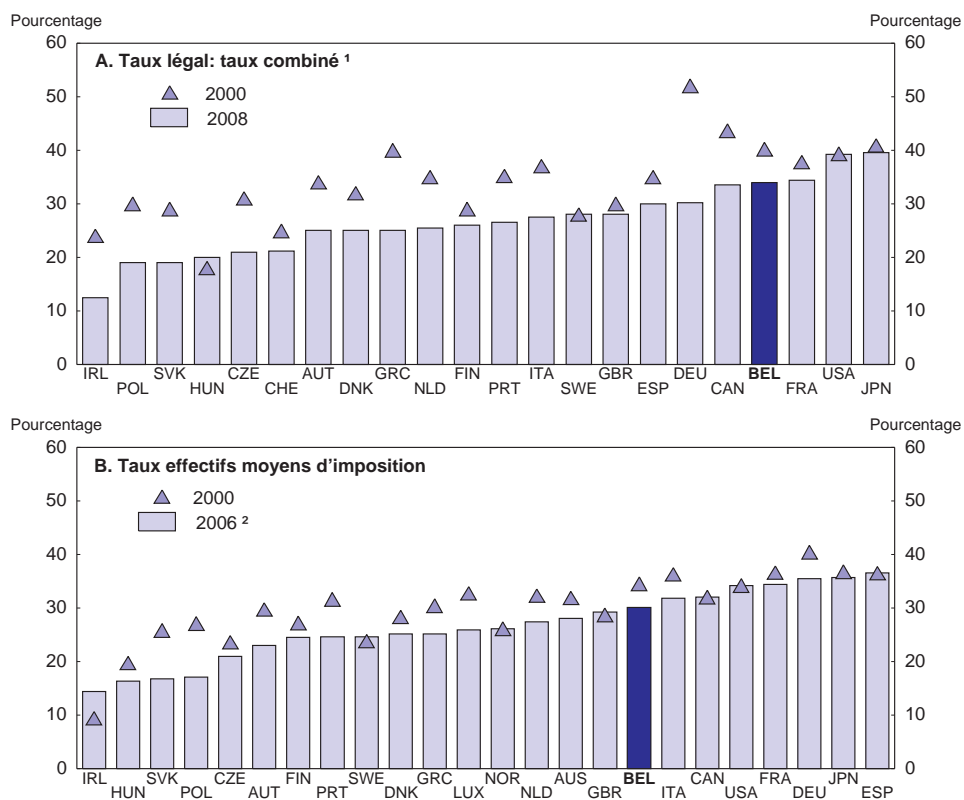 Pourcentage Pourcentage
60 60
A. Taux légal: taux combiné ¹
50 2000 50
2008
40 40
30 30
20 20
10 10
0 0
IRL SVK CZE AUT GRC FIN ITA GBR DEU BEL USA
POL HUN CHE DNK NLD PRT SWE ESP CAN FRA JPN
Pourcentage Pourcentage
60 60
B. Taux effectifs moyens d'imposition
50 2000 50
2006 ²
40 40
30 30
20 20
10 10
0 0
IRL SVK CZE FIN SWE GRC NOR AUS BEL CAN FRA JPN
HUN POL AUT PRT DNK LUX NLD GBR ITA USA DEU ESP